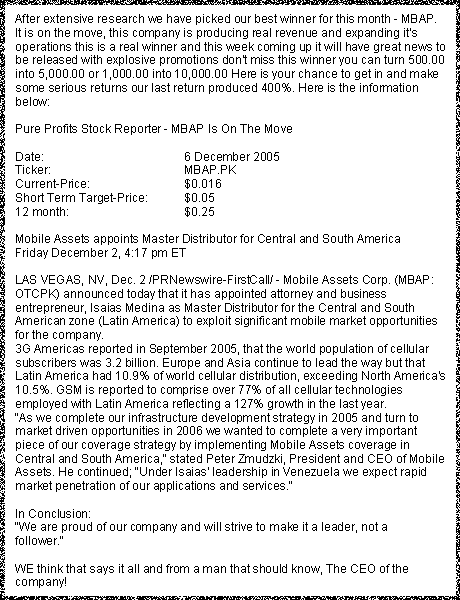 After extensive research we have picked our best winner for this month - MBAP.
It is on the move, this company is producing real revenue and expanding it's
operations this is a real winner and this week coming up it will have great news to
be released with explosive promotions don't miss this winner you can turn 500.00
into 5,000.00 or 1,000.00 into 10,000.00 Here is your chance to get in and make
some serious returns our last return produced 400%. Here is the information
below:
Pure Profits Stock Reporter - MBAP Is On The Move
Date: 6 December 2005
Ticker: MBAP.PK
Current-Price: $0.016
Short Term Target-Price: $0.05
12 month: $0.25
Mobile Assets appoints Master Distributor for Central and South America
Friday December 2, 4:17 pm ET
LAS VEGAS, NV, Dec. 2 /PRNewswire-FirstCall/ - Mobile Assets Corp. (MBAP:
OTCPK) announced today that it has appointed attorney and business
entrepreneur, Isaias Medina as Master Distributor for the Central and South
American zone (Latin America) to exploit significant mobile market opportunities
for the company.
3G Americas reported in September 2005, that the world population of cellular
subscribers was 3.2 billion. Europe and Asia continue to lead the way but that
Latin America had 10.9% of world cellular distribution, exceeding North America's
10.5%. GSM is reported to comprise over 77% of all cellular technologies
employed with Latin America reflecting a 127% growth in the last year.
"As we complete our infrastructure development strategy in 2005 and turn to
market driven opportunities in 2006 we wanted to complete a very important
piece of our coverage strategy by implementing Mobile Assets coverage in
Central and South America," stated Peter Zmudzki, President and CEO of Mobile
Assets. He continued; "Under Isaias' leadership in Venezuela we expect rapid
market penetration of our applications and services."
In Conclusion:
"We are proud of our company and will strive to make it a leader, not a
follower."
WE think that says it all and from a man that should know, The CEO of the
company!